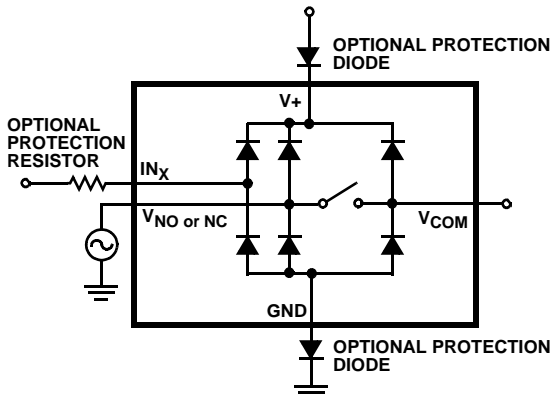 OPTIONAL PROTECTION
DIODE
V+
OPTIONAL
PROTECTION
RESISTOR
INX
VNO or NC
VCOM
GND
OPTIONAL PROTECTION
DIODE